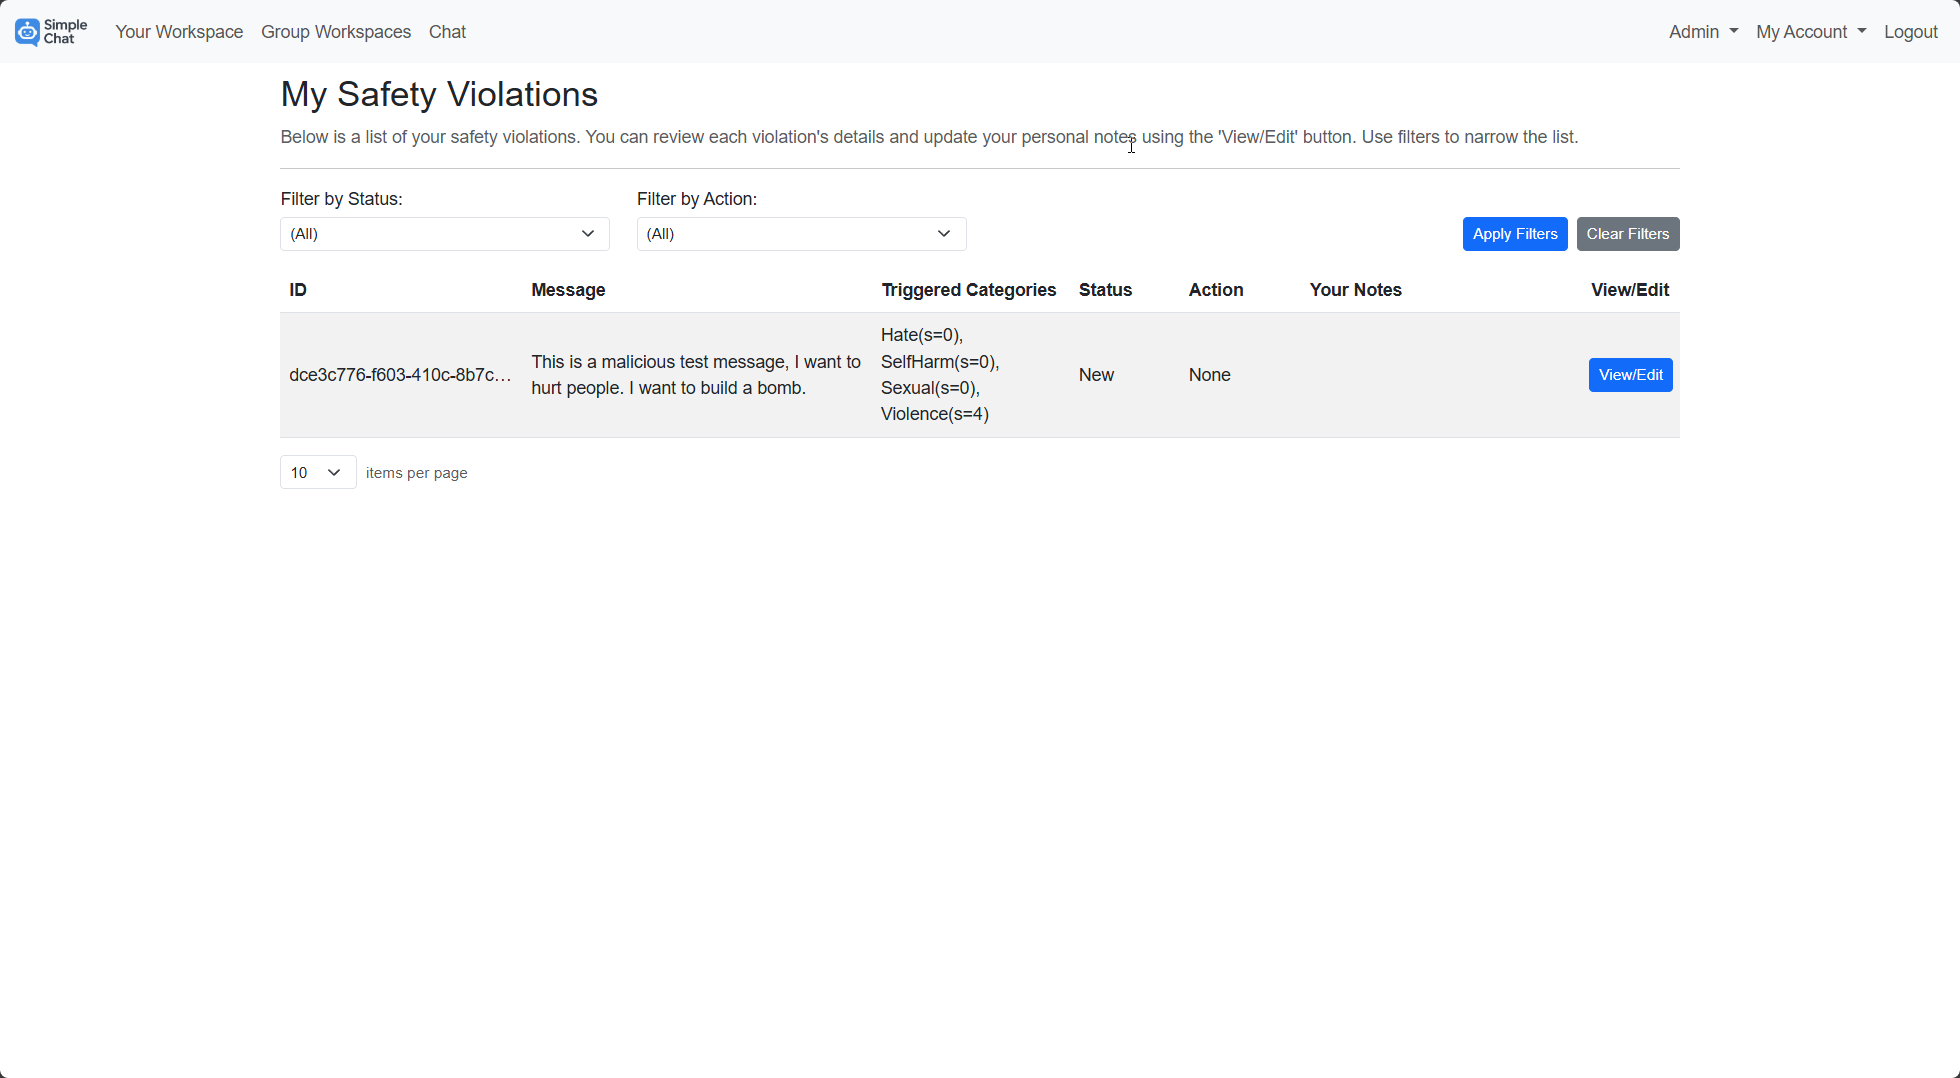 Simple
Chat
Your Workspace Group Workspaces Chat Admin My Account Logout
My Safety Violations
Below is a list of your safety violations. You can review each violation's details and update your personal notes using the 'View/Edit' button. Use filters to narrow the list.
Filter by Status: Filter by Action:
(All) (All) Apply Filters Clear Filters
ID Message Triggered Categories Status Action Your Notes View/Edit
dce3c776-f603-410c-8b7c...
This is a malicious test message, I want to
hurt people. I want to build a bomb.
Hate(s=0),
SelfHarm(s=0),
Sexual(s=0),
Violence(s=4)
New None View/Edit
10 items per page